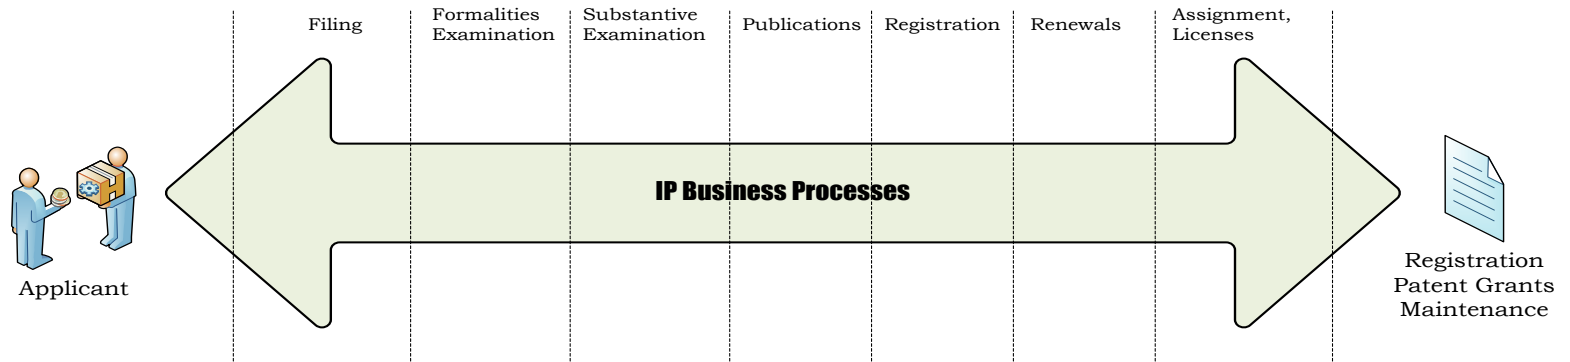 Filing
Formalities
Examination
Substantive
Examination
Publications
Registration
Renewals
Assignment,
Licenses
IP Business Processes
Applicant
Registration
Patent Grants
Maintenance